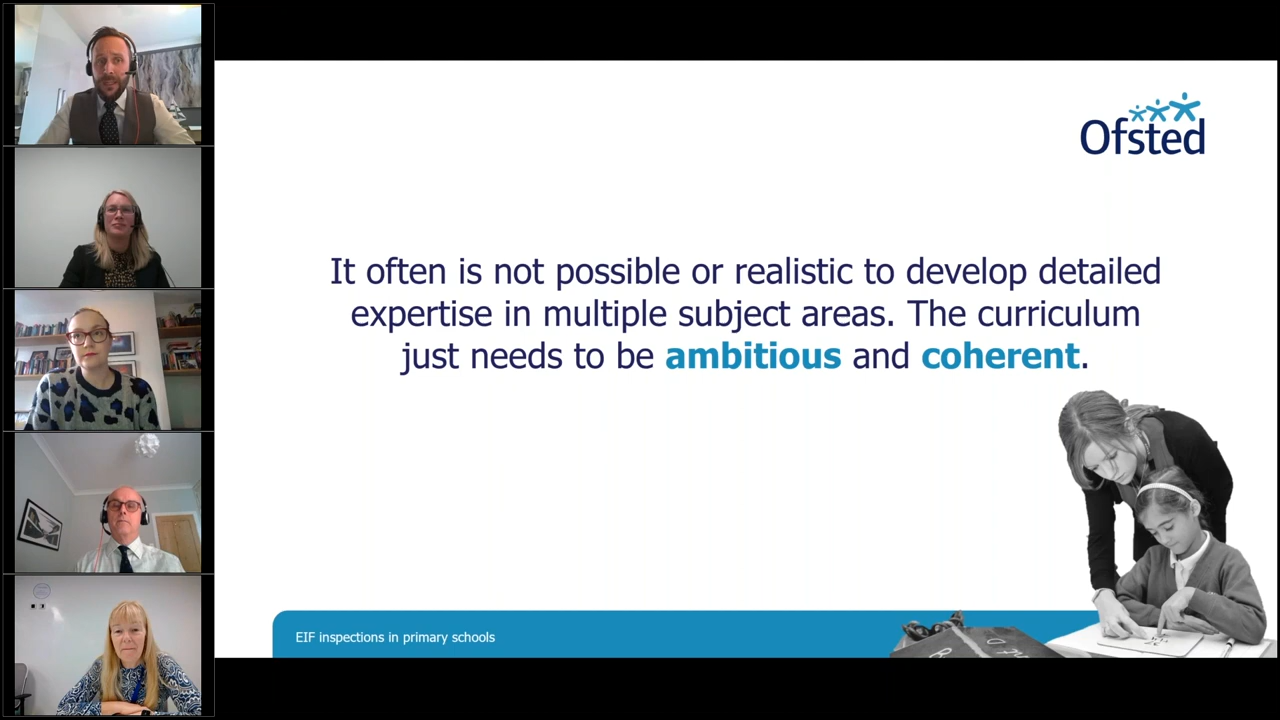 Ofsted
It often is not possible or realistic to develop detailed
expertise in multiple subject areas. The curriculum
just needs to be ambitious and coherent.
EIF inspections in primary schools